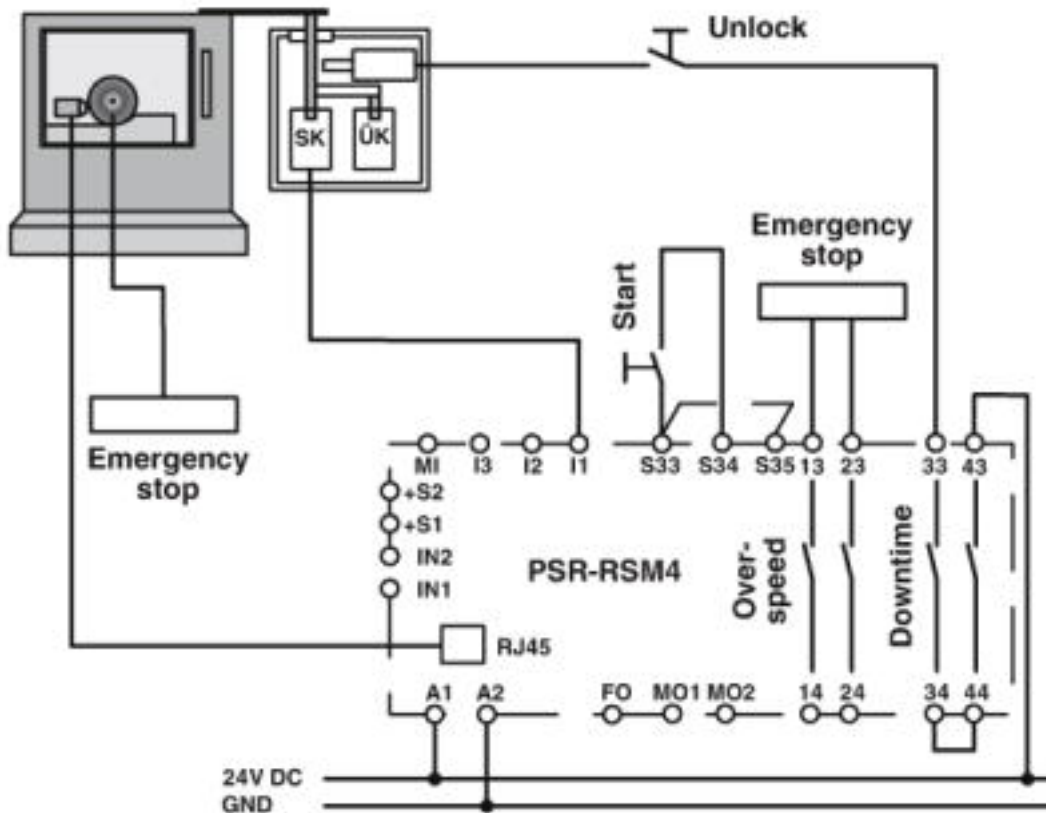 Unlock
SK
ÜK
Emergency
stop
Start
Emergency
stop
MI
I3
I2
I1
S33
S34
S35
13
23
33
43
+S2
+S1
IN2
IN1
PSR-RSM4
Over-
speed
Downtime
RJ45
A1
A2
FO
MO1
MO2
14
24
34
44
24V DC
GND